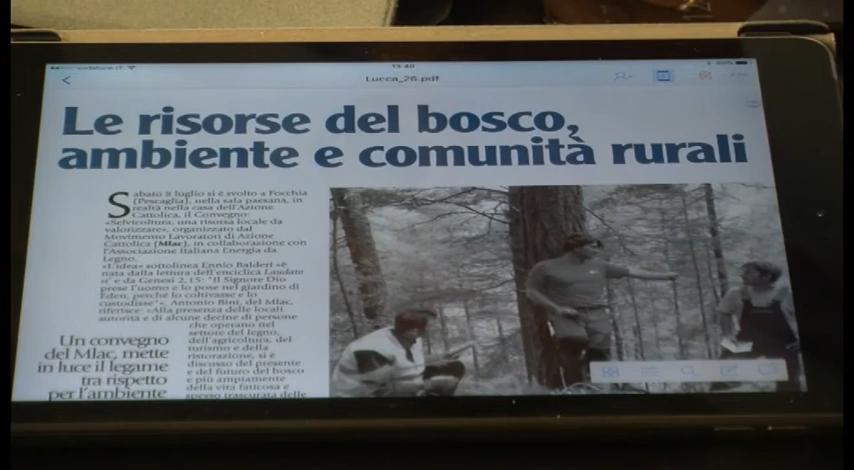 vodafone IT
15:40
Lucca_26.pdf
Le risorse del bosco,
ambiente e comunità rurali
Sabato 8 luglio si è svolto a Focchia
(Pescaglia), nella sala paesana, in
realtà nella casa dell'Azione
Cattolica, il Convegno:
«Selvicoltura, una risorsa locale da
valorizzare», organizzato dal
Movimento Lavoratori di Azione
Cattolica (Mlac), in collaborazione con
l'Associazione Italiana Energia da
Legno.
«L'idea» sottolinea Ennio Balderi «è
nata dalla lettura dell'enciclica Laudato
si' e da Genesi 2, 15: "Il Signore Dio
prese l'uomo e lo pose nel giardino di
Eden, perché lo coltivasse e lo
custodisse"». Antonio Bini, del Mlac,
riferisce: «Alla presenza delle locali
autorità e di alcune decine di persone
che operano nel
settore del legno,
dell'agricoltura, del
turismo e della
ristorazione, si è
discusso del presente
e del futuro del bosco
e più ampiamente
della vita faticosa e
spesso trascurata delle
Un convegno
del Mlac, mette
in luce il legame
tra rispetto
per l'ambiente